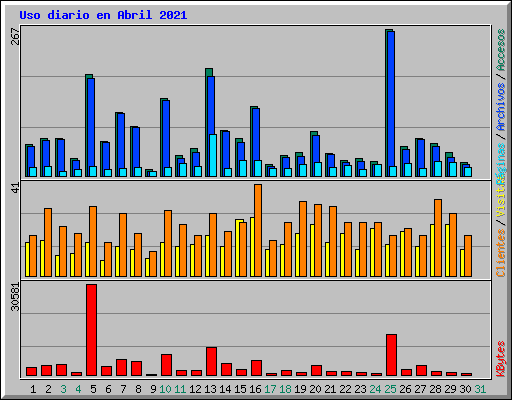 Uso diario en Abril 2021
267
41
30581
Clientes / Visitas
Páginas / Archivos / Accesos
KBytes
1 2 3 4 5 6 7 8 9 10 11 12 13 14 15 16 17 18 19 20 21 22 23 24 25 26 27 28 29 30 31